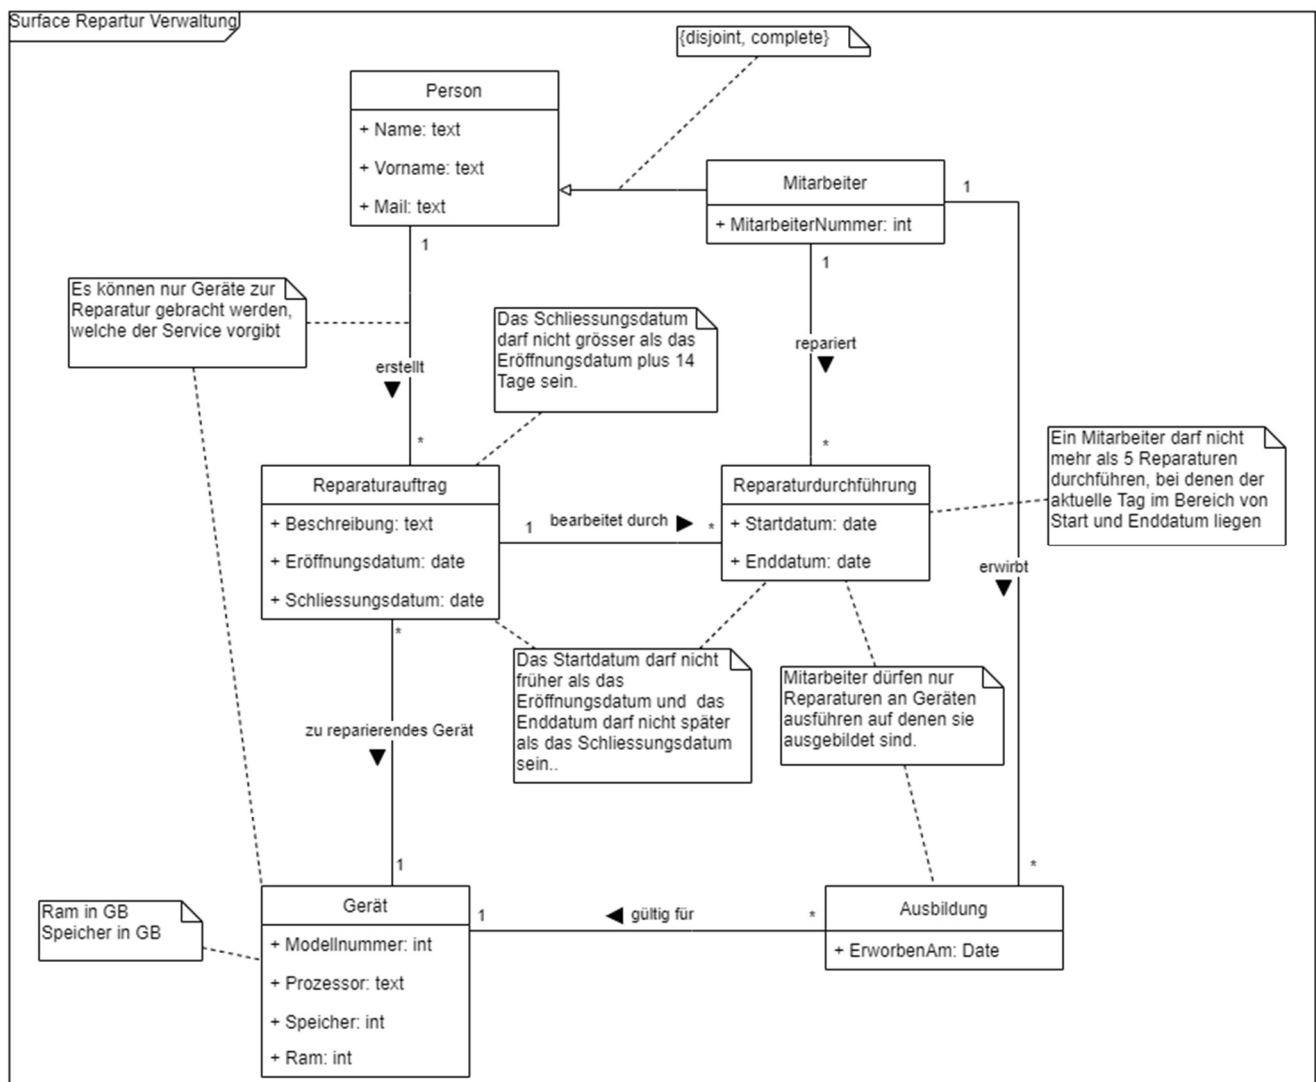 Surface Repartur Verwaltung
{disjoint, complete}
Person
+ Name: text
+ Vorname: text
+ Mail: text
Mitarbeiter
+ MitarbeiterNummer: int
1
1
1
Es können nur Geräte zur
Reparatur gebracht werden,
welche der Service vorgibt
Das Schliessungsdatum
darf nicht grösser als das
Eröffnungsdatum plus 14
Tage sein.
erstellt
repariert
*
*
Ein Mitarbeiter darf nicht
mehr als 5 Reparaturen
durchführen, bei denen der
aktuelle Tag im Bereich von
Start und Enddatum liegen
Reparaturauftrag
+ Beschreibung: text
+ Eröffnungsdatum: date
+ Schliessungsdatum: date
1
bearbeitet durch
*
Reparaturdurchführung
+ Startdatum: date
+ Enddatum: date
erwirbt
*
Das Startdatum darf nicht
früher als das
Eröffnungsdatum und das
Enddatum darf nicht später
als das Schliessungsdatum
sein..
Mitarbeiter dürfen nur
Reparaturen an Geräten
ausführen auf denen sie
ausgebildet sind.
zu reparierendes Gerät
1
*
Ram in GB
Speicher in GB
Gerät
+ Modellnummer: int
+ Prozessor: text
+ Speicher: int
+ Ram: int
1
gültig für
*
Ausbildung
+ ErworbenAm: Date